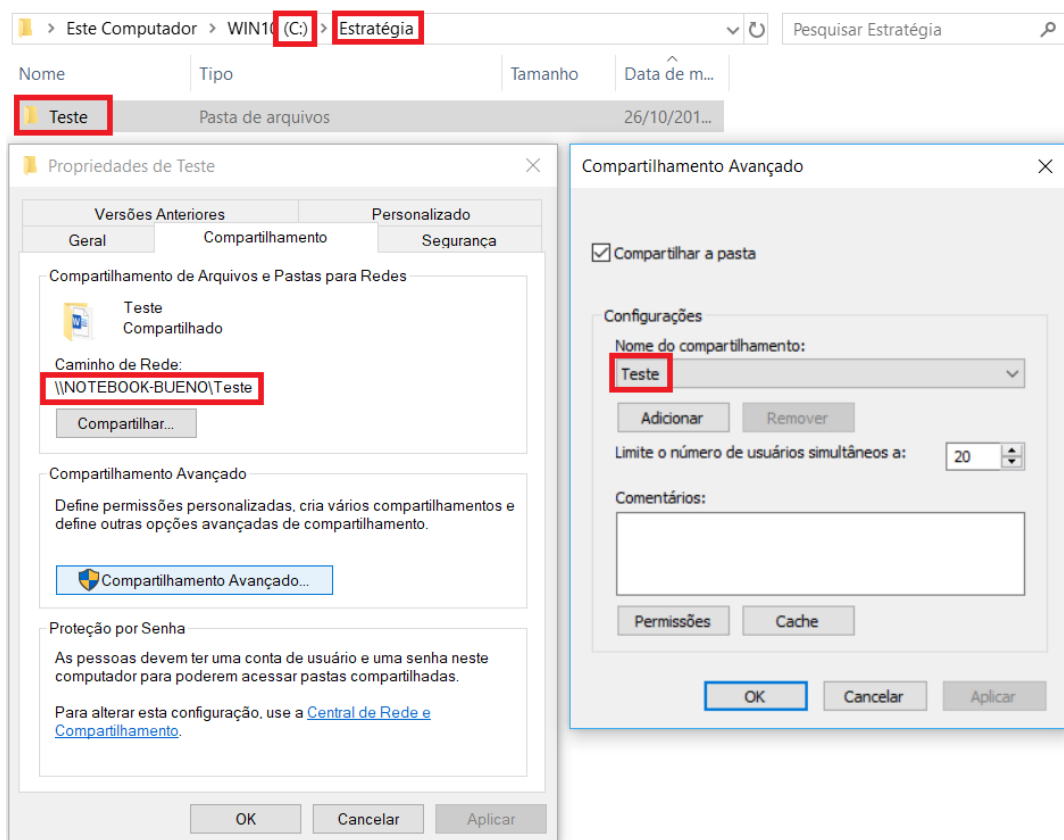 Este Computador > WIN10 (C:) > Estratégia
Pesquisar Estratégia
Nome Tipo Tamanho Data de m...
Teste Pasta de arquivos 26/10/201...
Propriedades de Teste
Versões Anteriores Personalizado
Geral Compartilhamento Segurança
Compartilhamento de Arquivos e Pastas para Redes
Teste
Compartilhado
Caminho de Rede:
\\NOTEBOOK-BUENO\Teste
Compartilhar...
Compartilhamento Avançado
Define permissões personalizadas, cria vários compartilhamentos e
define outras opções avançadas de compartilhamento.
Compartilhamento Avançado...
Proteção por Senha
As pessoas devem ter uma conta de usuário e uma senha neste
computador para poderem acessar pastas compartilhadas.
Para alterar esta configuração, use a Central de Rede e
Compartilhamento.
OK Cancelar Aplicar
Compartilhamento Avançado
Compartilhar a pasta
Configurações
Nome do compartilhamento:
Teste
Adicionar Remover
Limite o número de usuários simultâneos a: 20
Comentários:
Permissões Cache
OK Cancelar Aplicar